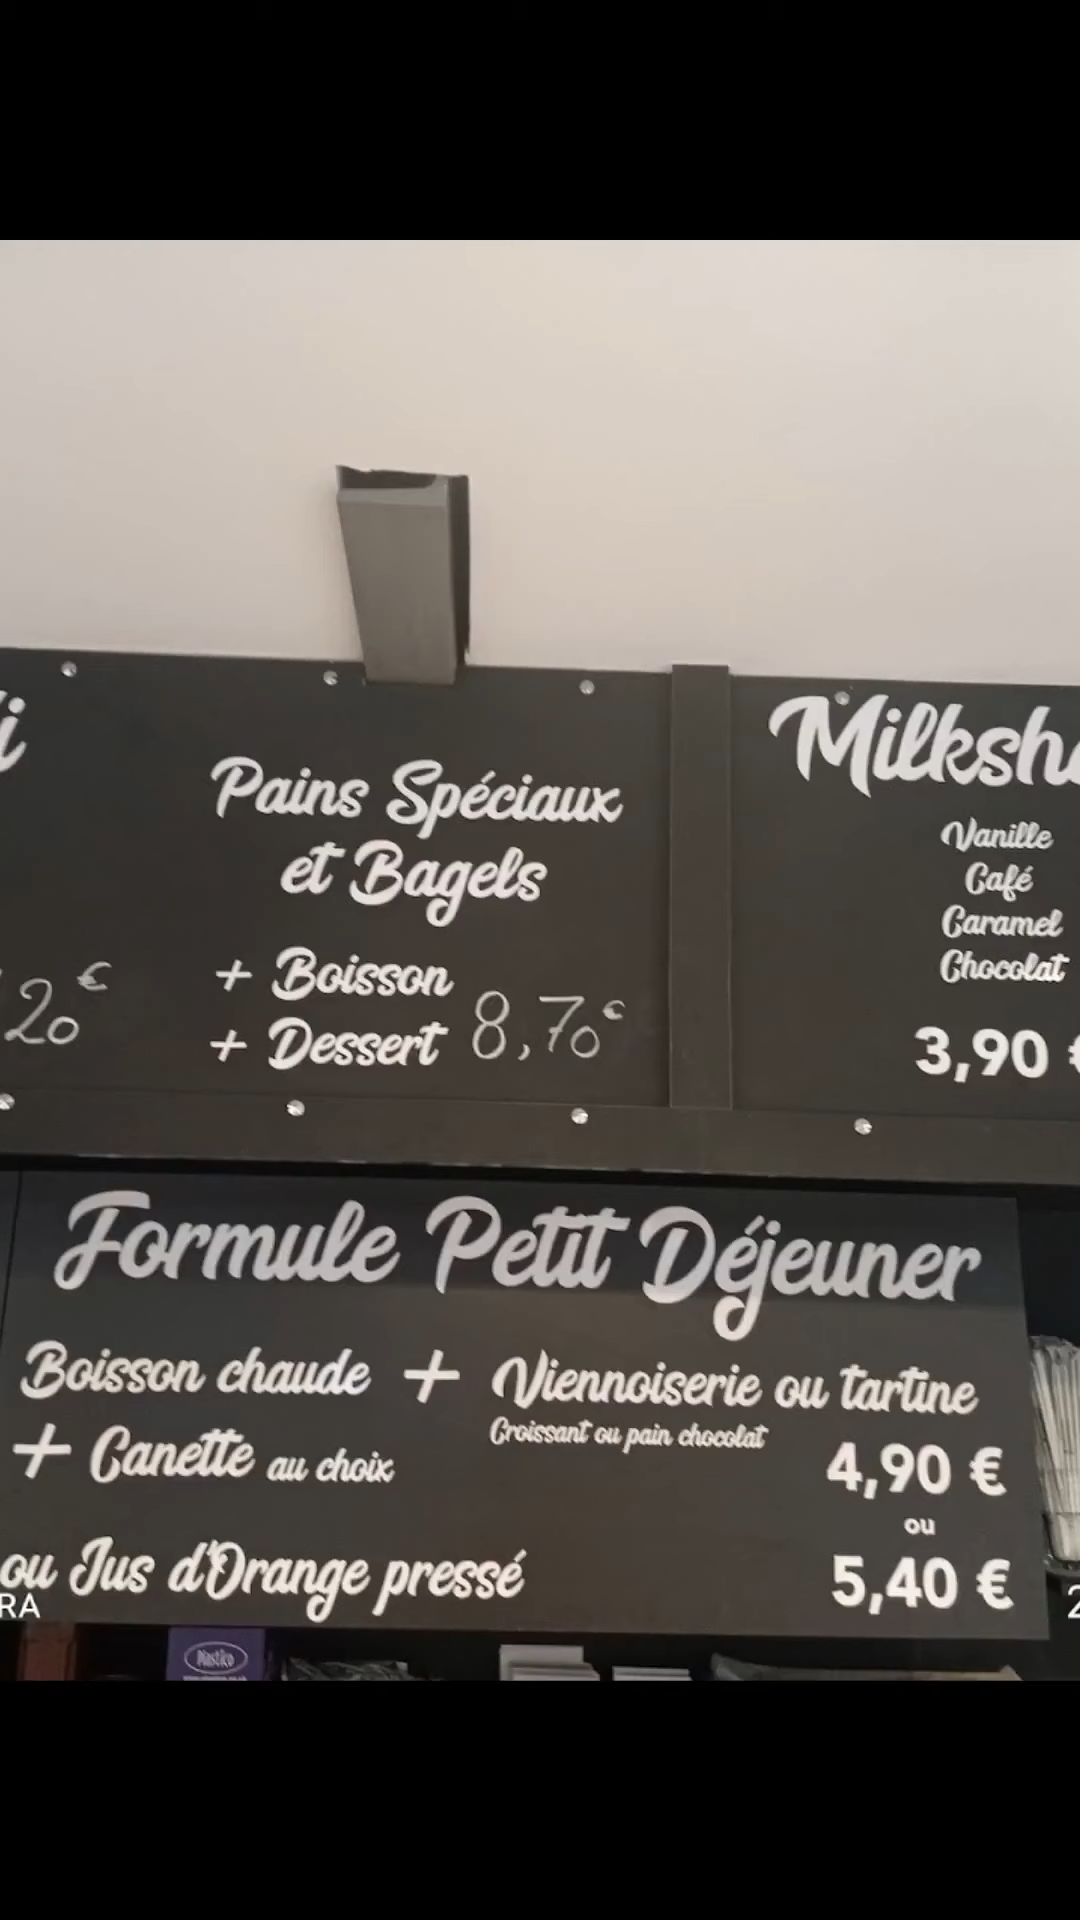 Pains Spéciaux
et Bagels
+ Boisson
+ Dessert 8,70€
20€
Vanille
Café
Caramel
Chocolat
3,90 €
Formule Petit Déjeuner
Boisson chaude + Viennoiserie ou tartine
Croissant ou pain chocolat
+ Canette au choix
4,90 €
ou
ou Jus d'Orange pressé
5,40 €
Plastico